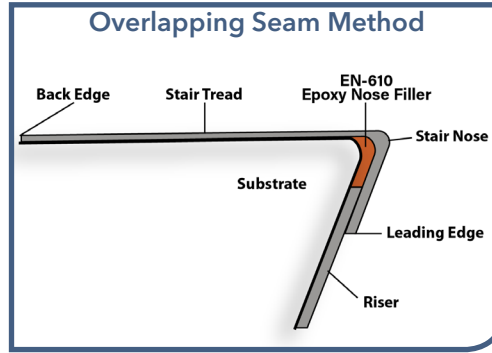 Overlapping Seam Method
EN-610
Back Edge
Stair Tread
Epoxy Nose Filler
Stair Nose
Substrate
Leading Edge
Riser